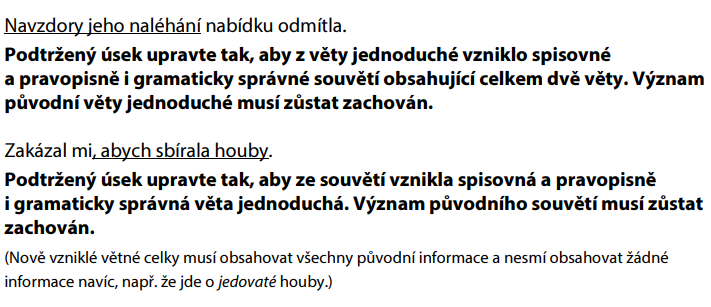 Navzdory jeho naléhání nabídku odmítla.
Podtržený úsek upravte tak, aby z věty jednoduché vzniklo spisovné
a pravopisně i gramaticky správné souvětí obsahující celkem dvě věty. Význam
původní věty jednoduché musí zůstat zachován.
Zakázal mi, abych sbírala houby.
Podtržený úsek upravte tak, aby ze souvětí vznikla spisovná a pravopisně
i gramaticky správná věta jednoduchá. Význam původního souvětí musí zůstat
zachován.
(Nově vzniklé větné celky musí obsahovat všechny původní informace a nesmí obsahovat žádné
informace navíc, např. že jde o jedovaté houby.)